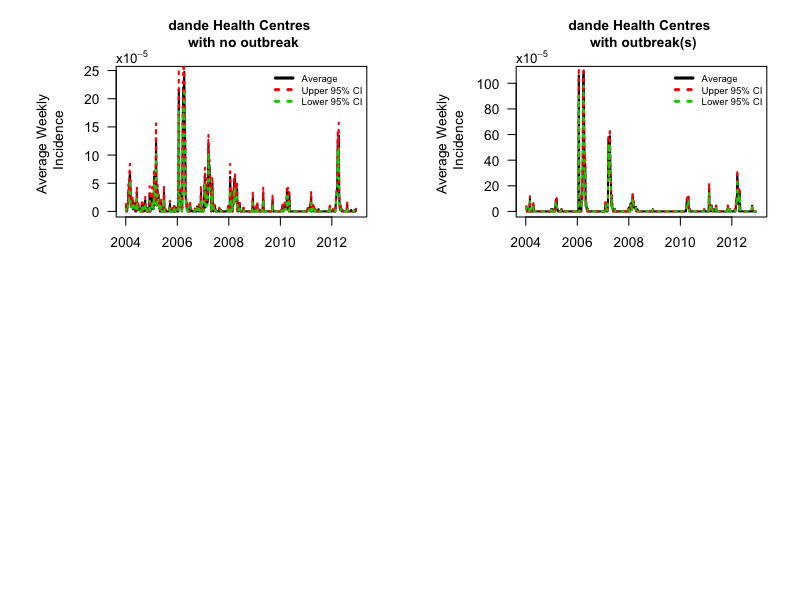 dande Health Centres
with no outbreak
x10−5
Average Weekly
Incidence
25
20
15
10
5
0
2004 2006 2008 2010 2012
Average
Upper 95% CI
Lower 95% CI
dande Health Centres
with outbreak(s)
x10−5
Average Weekly
Incidence
100
80
60
40
20
0
2004 2006 2008 2010 2012
Average
Upper 95% CI
Lower 95% CI